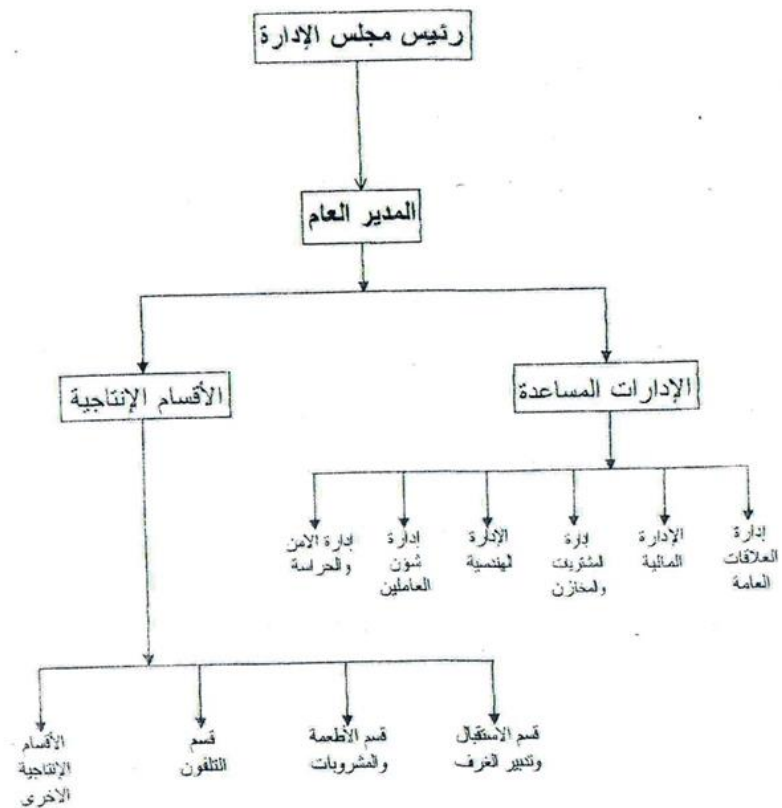 رئيس مجلس الإدارة
المدير العام
الإدارات المساعدة
الأقسام الإنتاجية
إدارة
العلاقات
العامة
الإدارة
المالية
إدارة
المشتريات
والمخازن
الإدارة
الهندسية
إدارة
شؤن
العاملين
إدارة الامن
والحراسة
قسم الاستقبال
وتدبير الغرف
قسم الأطعمة
والمشروبات
قسم
التلفون
الأقسام
الإنتاجية
الاخرى